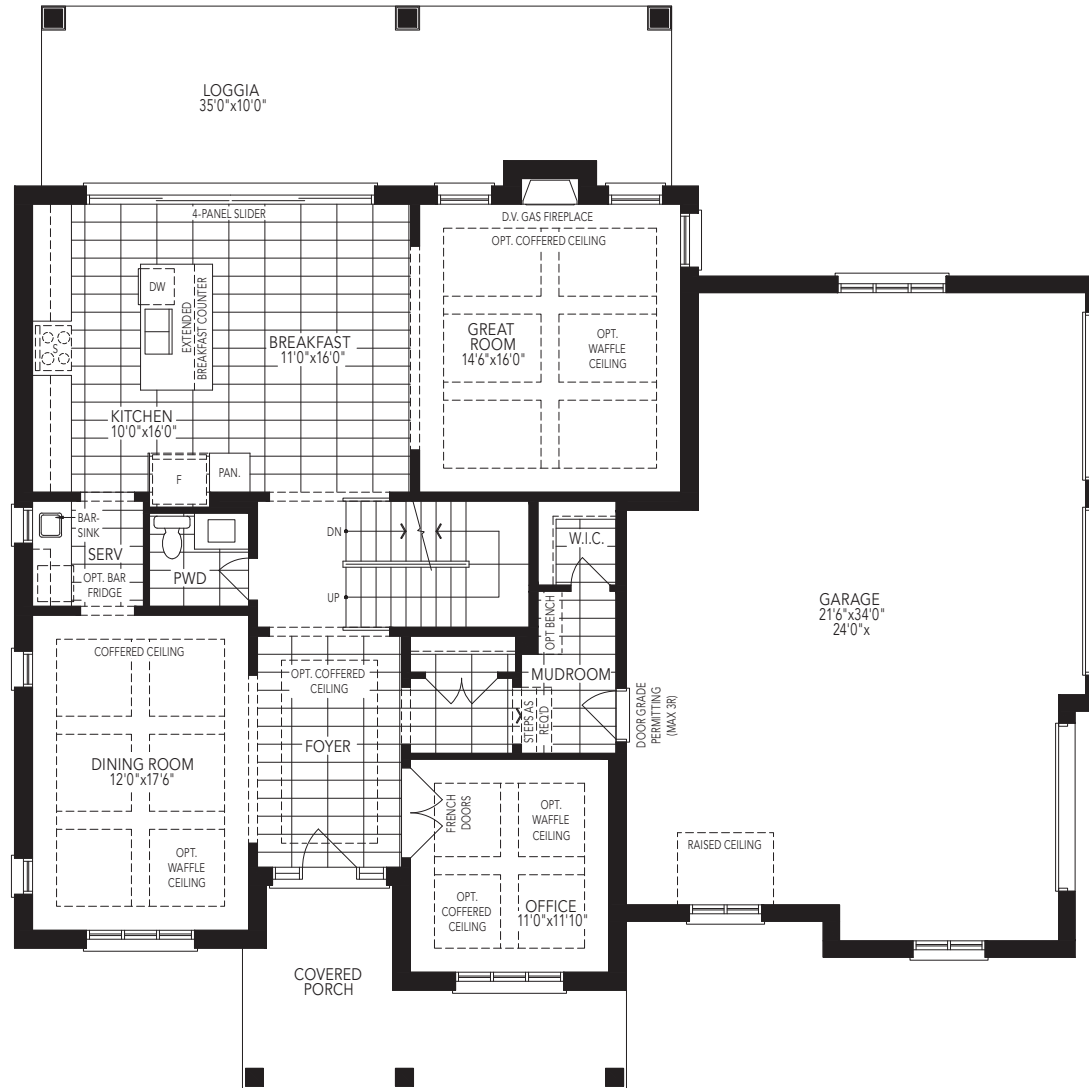 LOGGIA
35'0"x10'0"
4-PANEL SLIDER
D.V. GAS FIREPLACE
OPT. COFFERED CEILING
DW
EXTENDED
BREAKFAST COUNTER
BREAKFAST
11'0"x16'0"
GREAT
ROOM
14'6"x16'0"
OPT.
WAFFLE
CEILING
S
KITCHEN
10'0"x16'0"
F
PAN.
BAR-
SINK
SERV
OPT. BAR
FRIDGE
PWD
DN
UP
W.I.C.
OPT BENCH
MUDROOM
STEPS AS
REQ'D
DOOR GRADE
PERMITTING
(MAX 3R)
GARAGE
21'6"x34'0"
24'0"x
COFFERED CEILING
OPT. COFFERED
CEILING
FOYER
DINING ROOM
12'0"x17'6"
OPT.
WAFFLE
CEILING
FRENCH
DOORS
OPT.
WAFFLE
CEILING
OPT.
COFFERED
CEILING
OFFICE
11'0"x11'10"
RAISED CEILING
COVERED
PORCH